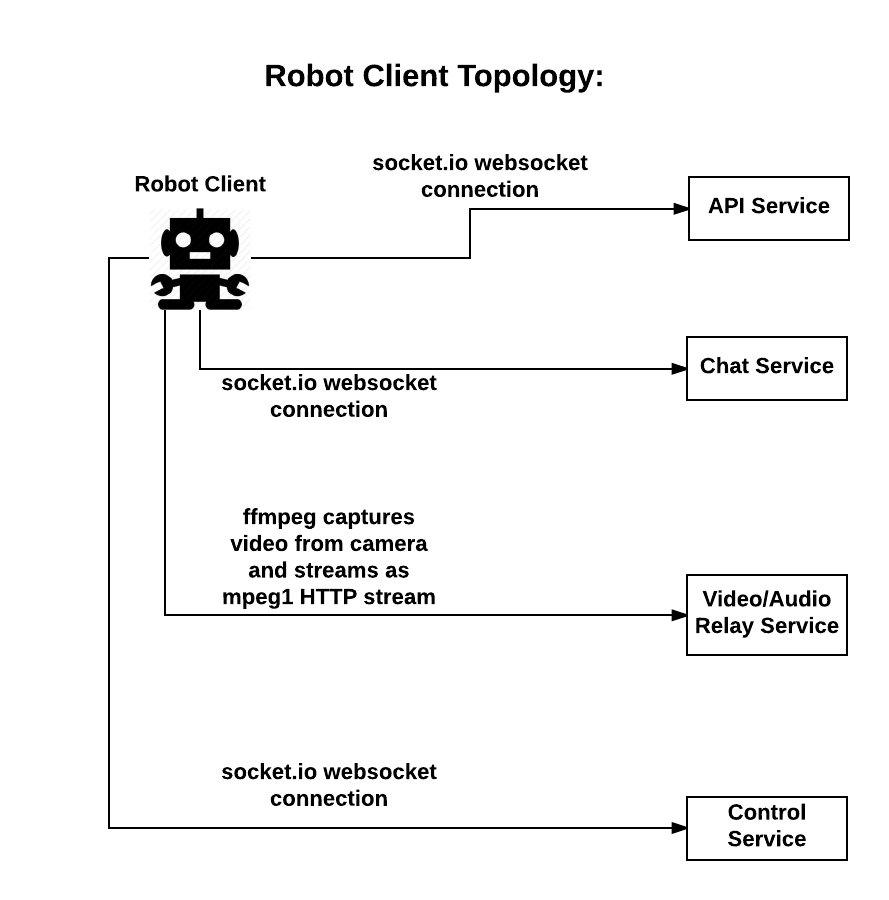 Robot Client Topology:
socket.io websocket
connection
Robot Client
API Service
Chat Service
socket.io websocket
connection
ffmpeg captures
video from camera
and streams as
mpeg1 HTTP stream
Video/Audio
Relay Service
socket.io websocket
connection
Control
Service